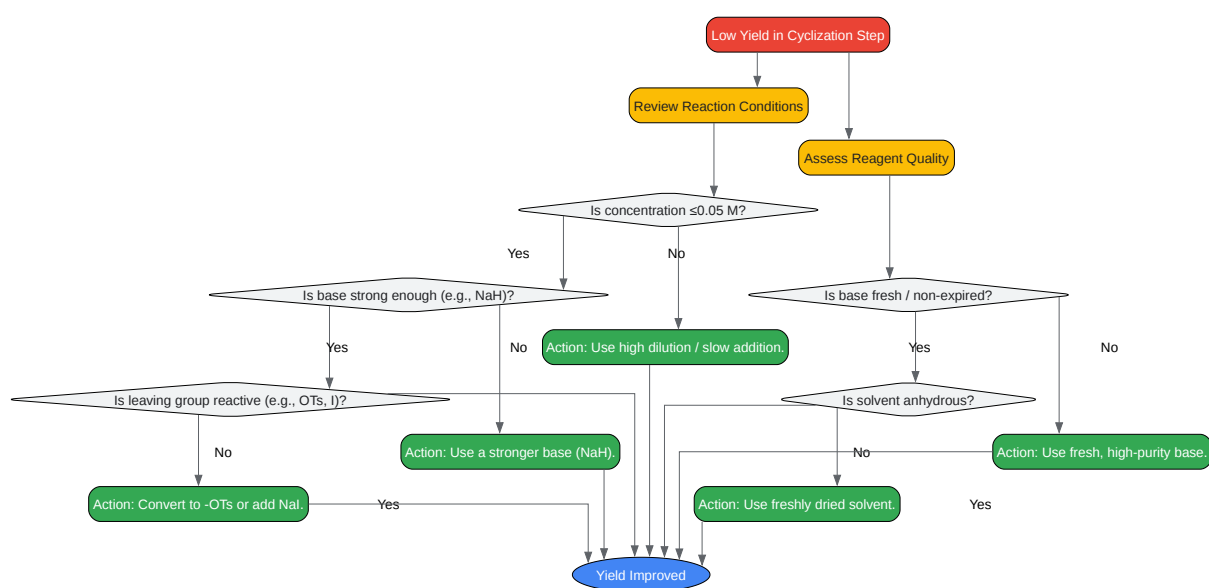 Low Yield in Cyclization Step
Review Reaction Conditions
Assess Reagent Quality
Is concentration ≤0.05 M?
Yes
No
Is base strong enough (e.g., NaH)?
Is base fresh / non-expired?
Yes
No
Action: Use high dilution / slow addition.
Yes
No
Is leaving group reactive (e.g., OTs, I)?
Is solvent anhydrous?
No
Action: Use a stronger base (NaH).
No
Action: Use fresh, high-purity base.
Action: Convert to -OTs or add NaI.
Yes
Action: Use freshly dried solvent.
Yes
Yield Improved